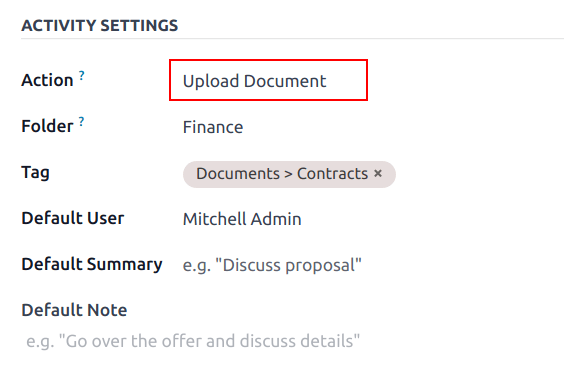 ACTIVITY SETTINGS
Action ? Upload Document
Folder ? Finance
Tag Documents > Contracts ×
Default User Mitchell Admin
Default Summary e.g. "Discuss proposal"
Default Note
e.g. "Go over the offer and discuss details"